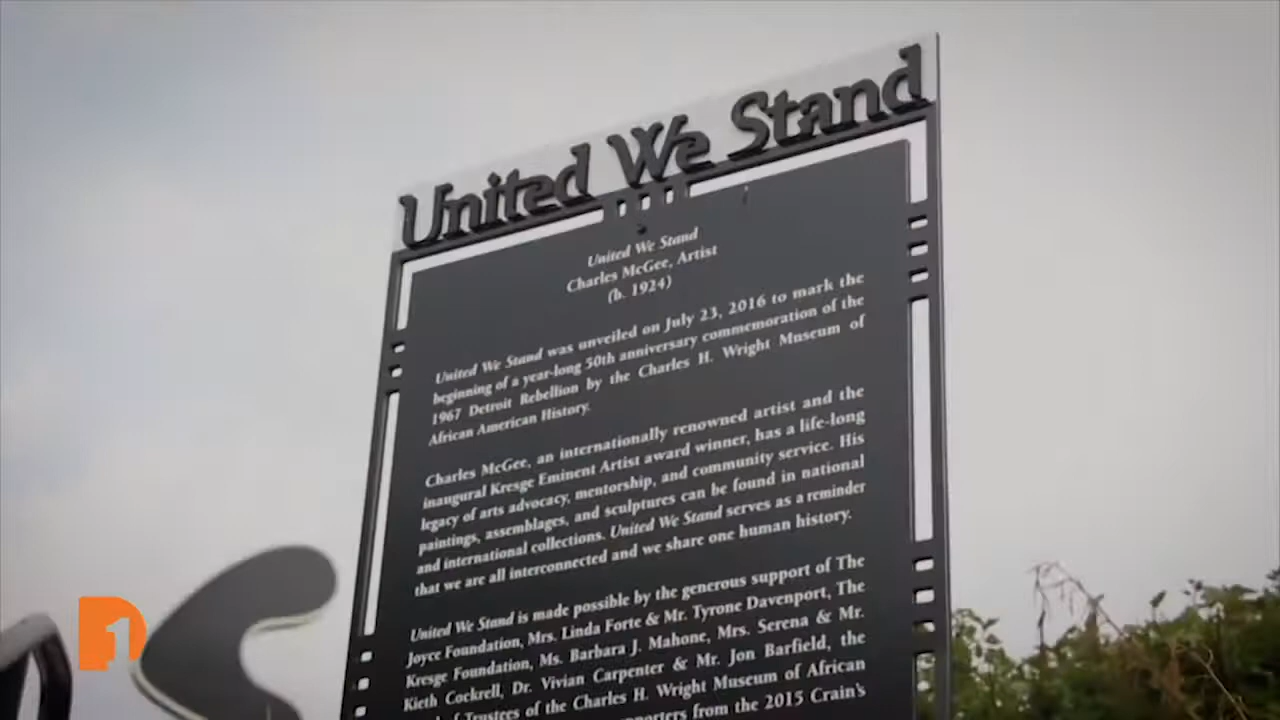 United We Stand
United We Stand
Charles McGee, Artist
(b. 1924)
United We Stand was unveiled on July 23, 2016 to mark the
beginning of a year-long 50th anniversary commemoration of the
1967 Detroit Rebellion by the Charles H. Wright Museum of
African American History.
Charles McGee, an internationally renowned artist and the
inaugural Kresge Eminent Artist award winner, has a life-long
legacy of arts advocacy, mentorship, and community service. His
paintings, assemblages, and sculptures can be found in national
and international collections. United We Stand serves as a reminder
that we are all interconnected and we share one human history.
United We Stand is made possible by the generous support of The
Joyce Foundation, Mrs. Linda Forte & Mr. Tyrone Davenport, The
Kresge Foundation, Ms. Barbara J. Mahone, Mrs. Serena & Mr.
Kieth Cockrell, Dr. Vivian Carpenter & Mr. Jon Barfield, the
of Trustees of the Charles H. Wright Museum of African
from the 2015 Crain's
D1